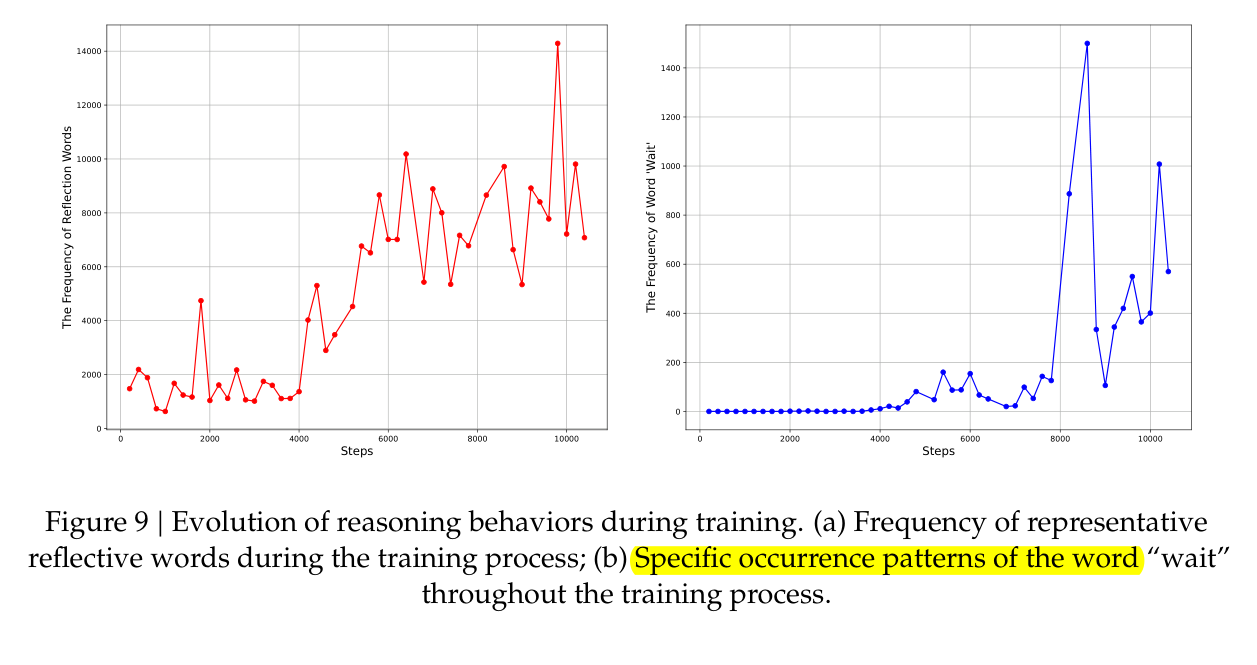 14000
12000
10000
8000
6000
4000
2000
0
The Frequency of Reflection Words
0 2000 4000 6000 8000 10000
Steps
1400
1200
1000
800
600
400
200
0
The Frequency of Word 'Wait'
0 2000 4000 6000 8000 10000
Steps
Figure 9 | Evolution of reasoning behaviors during training. (a) Frequency of representative
reflective words during the training process; (b) Specific occurrence patterns of the word “wait”
throughout the training process.